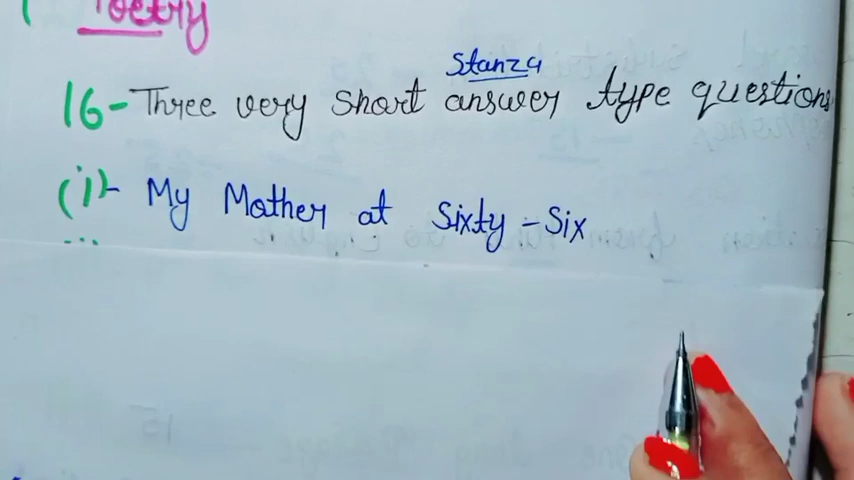 Poetry
Stanza
16- Three very short answer type questions
(i)- My Mother at Sixty-Six